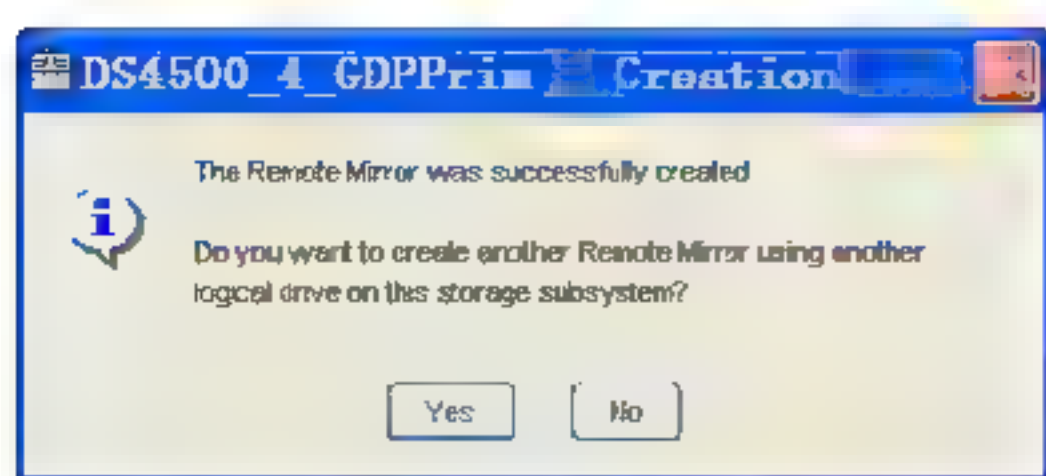 DS4500_4_GDPPrim Creation
The Remote Mirror was successfully created
Do you want to create another Remote Mirror using another
logical drive on this storage subsystem?
Yes
No